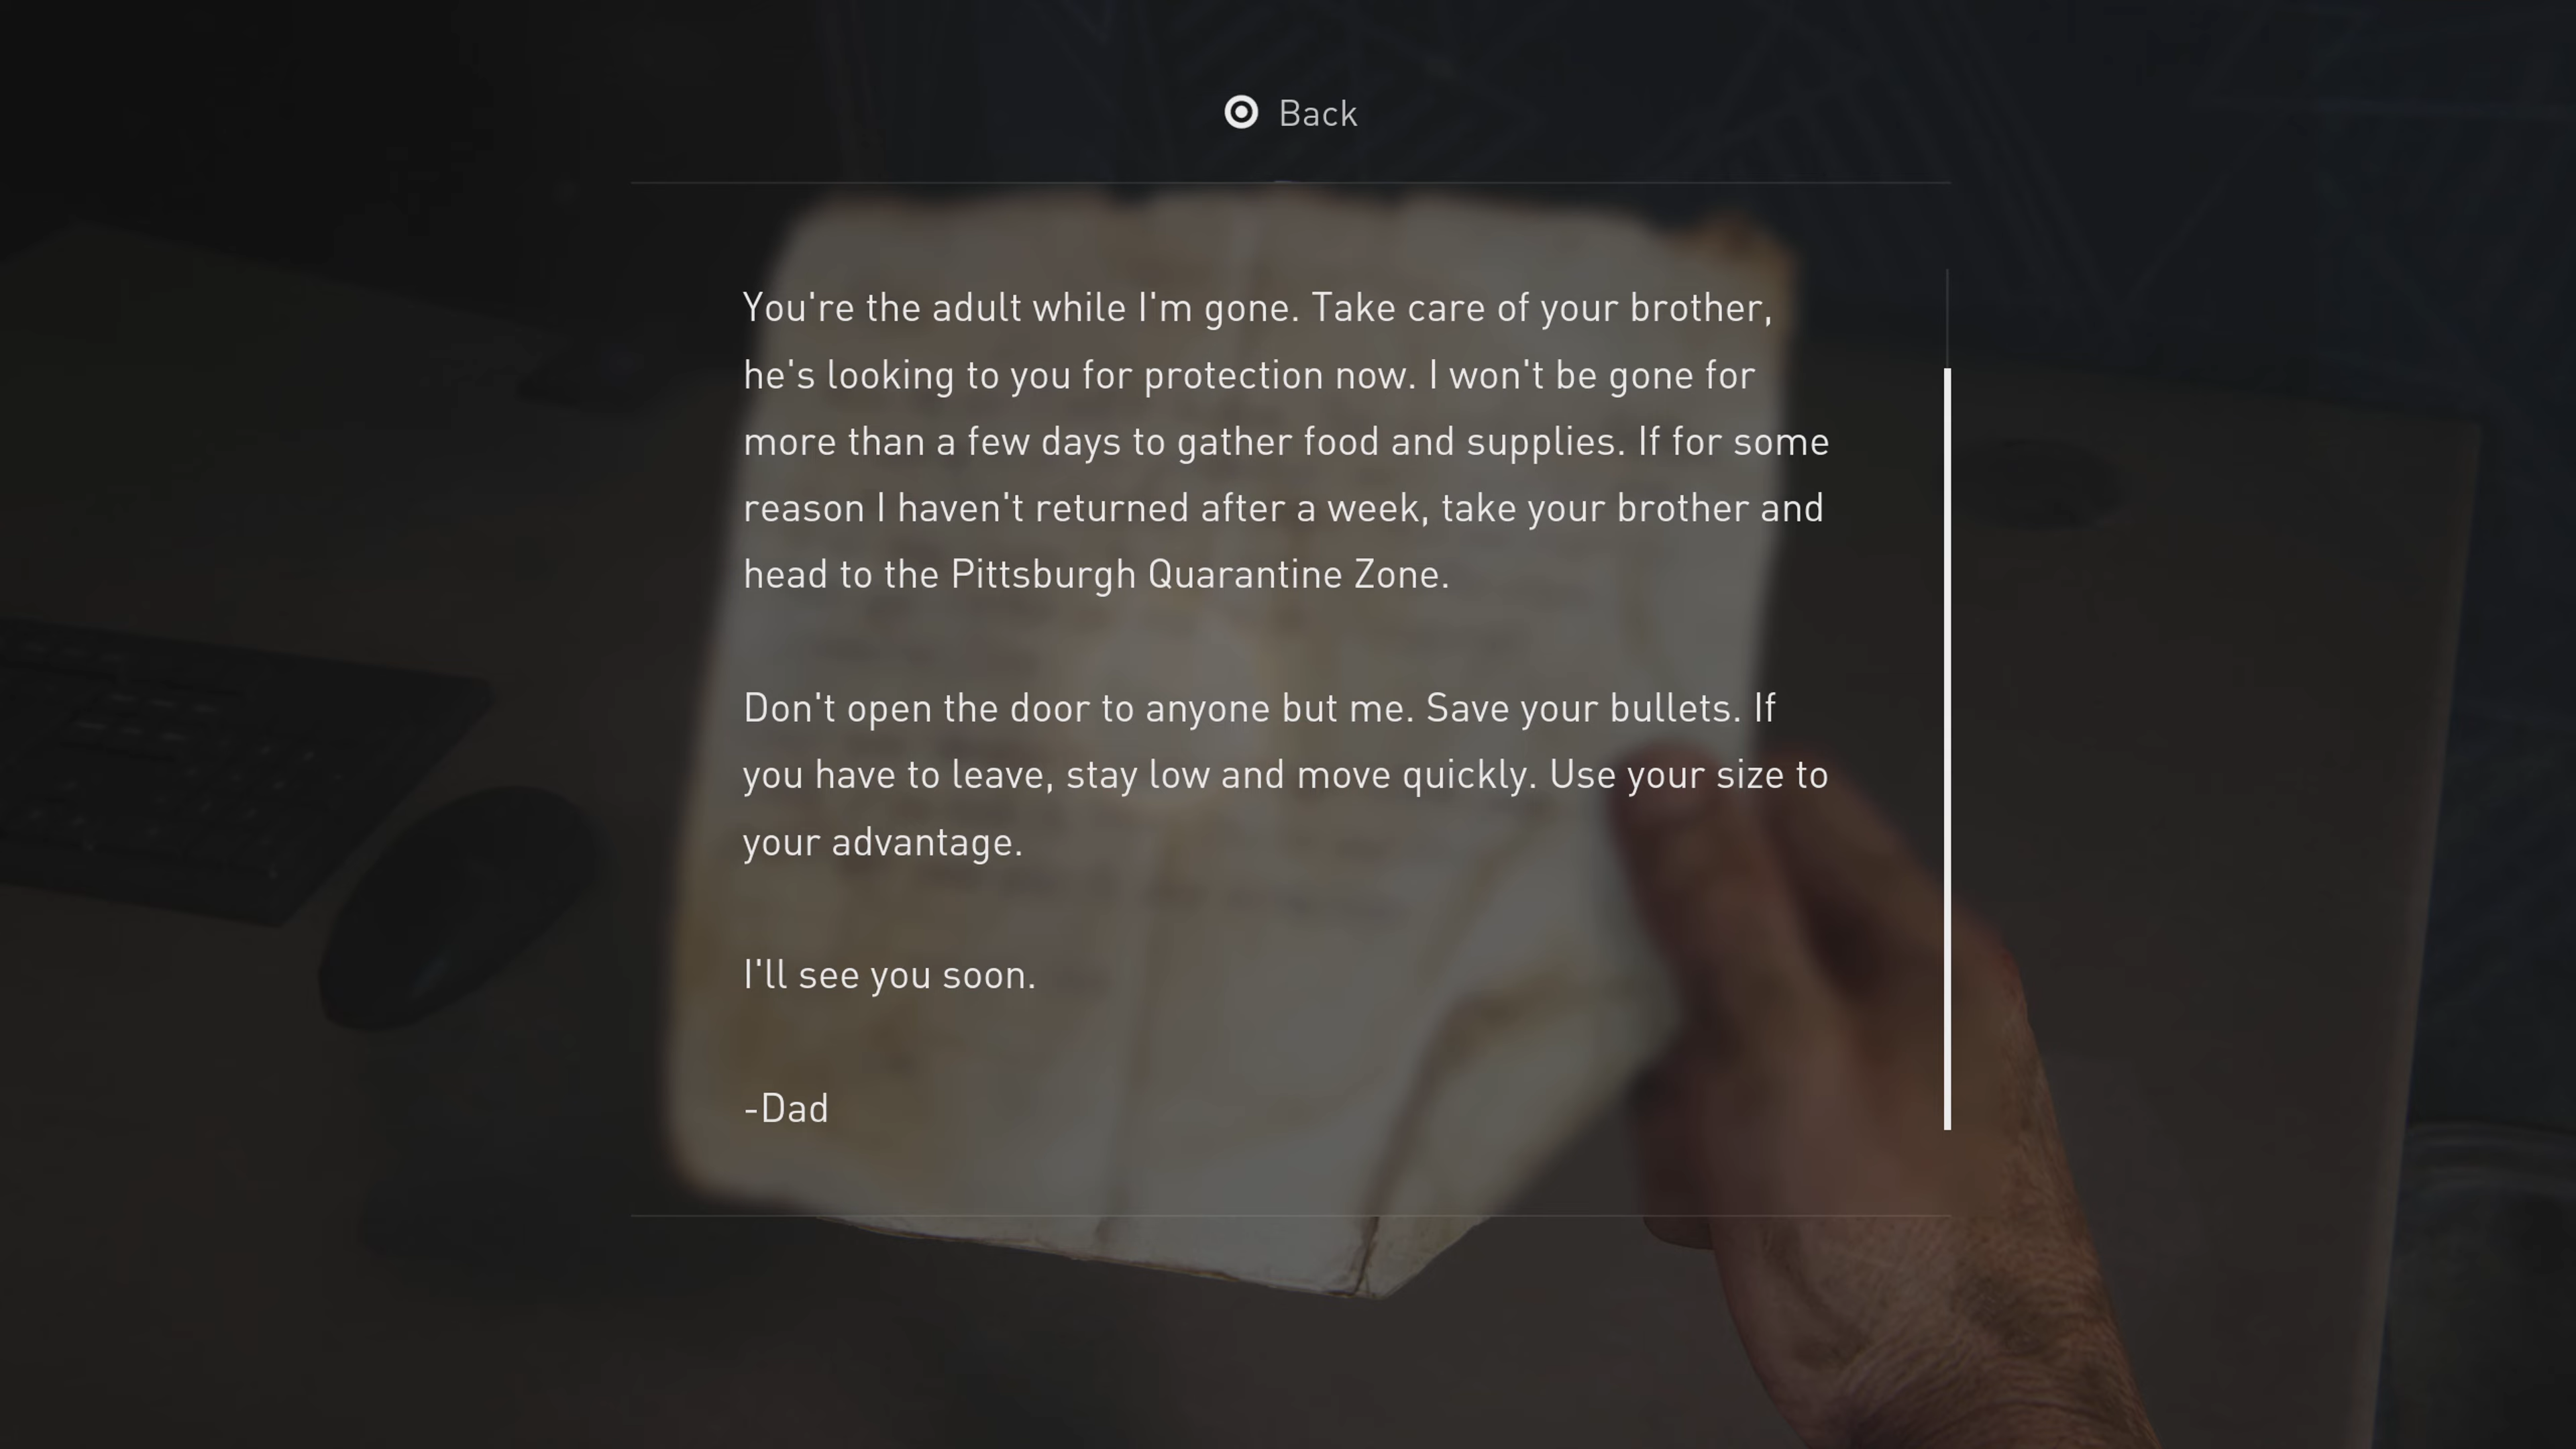 Back
You're the adult while I'm gone. Take care of your brother,
he's looking to you for protection now. I won't be gone for
more than a few days to gather food and supplies. If for some
reason I haven't returned after a week, take your brother and
head to the Pittsburgh Quarantine Zone.
Don't open the door to anyone but me. Save your bullets. If
you have to leave, stay low and move quickly. Use your size to
your advantage.
I'll see you soon.
-Dad